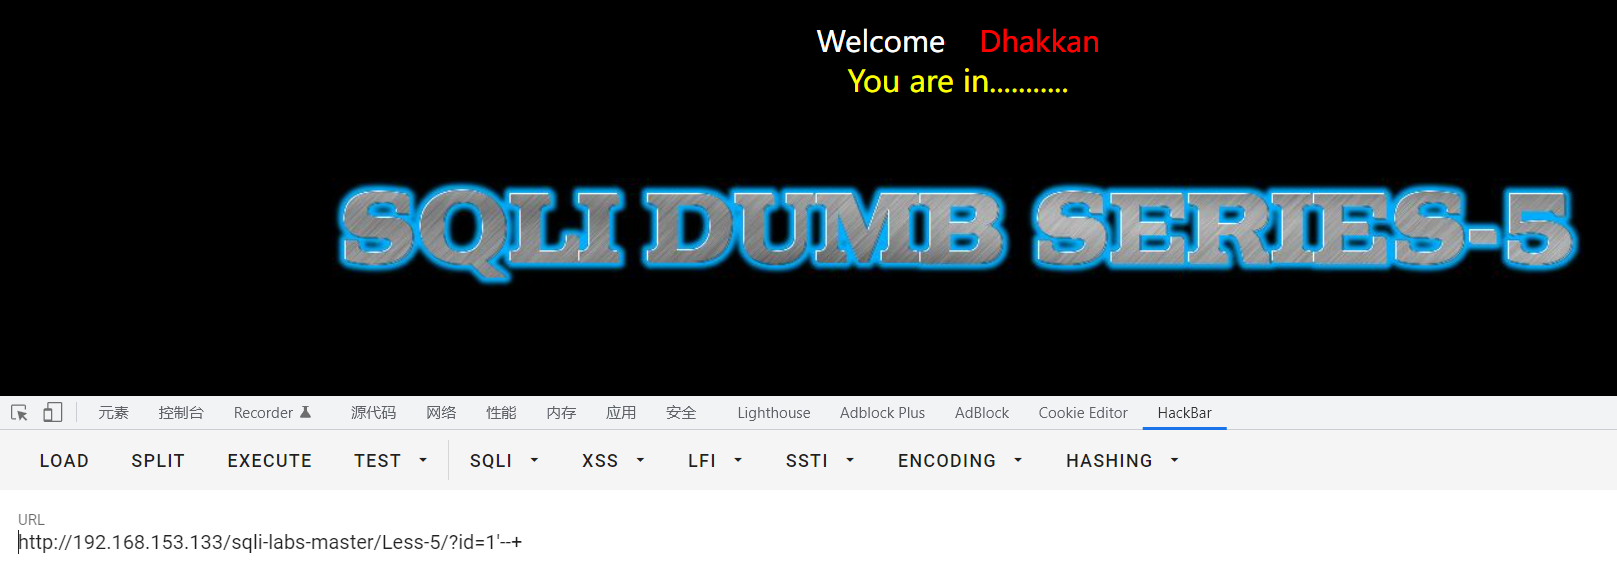 Welcome Dhakkan
You are in...........
SQLI DUMB SERIES-5
元素 控制台 Recorder 源代码 网络 性能 内存 应用 安全 Lighthouse Adblock Plus AdBlock Cookie Editor HackBar
LOAD SPLIT EXECUTE TEST SQLI XSS LFI SSTI ENCODING HASHING
URL
http://192.168.153.133/sqli-labs-master/Less-5/?id=1'--+